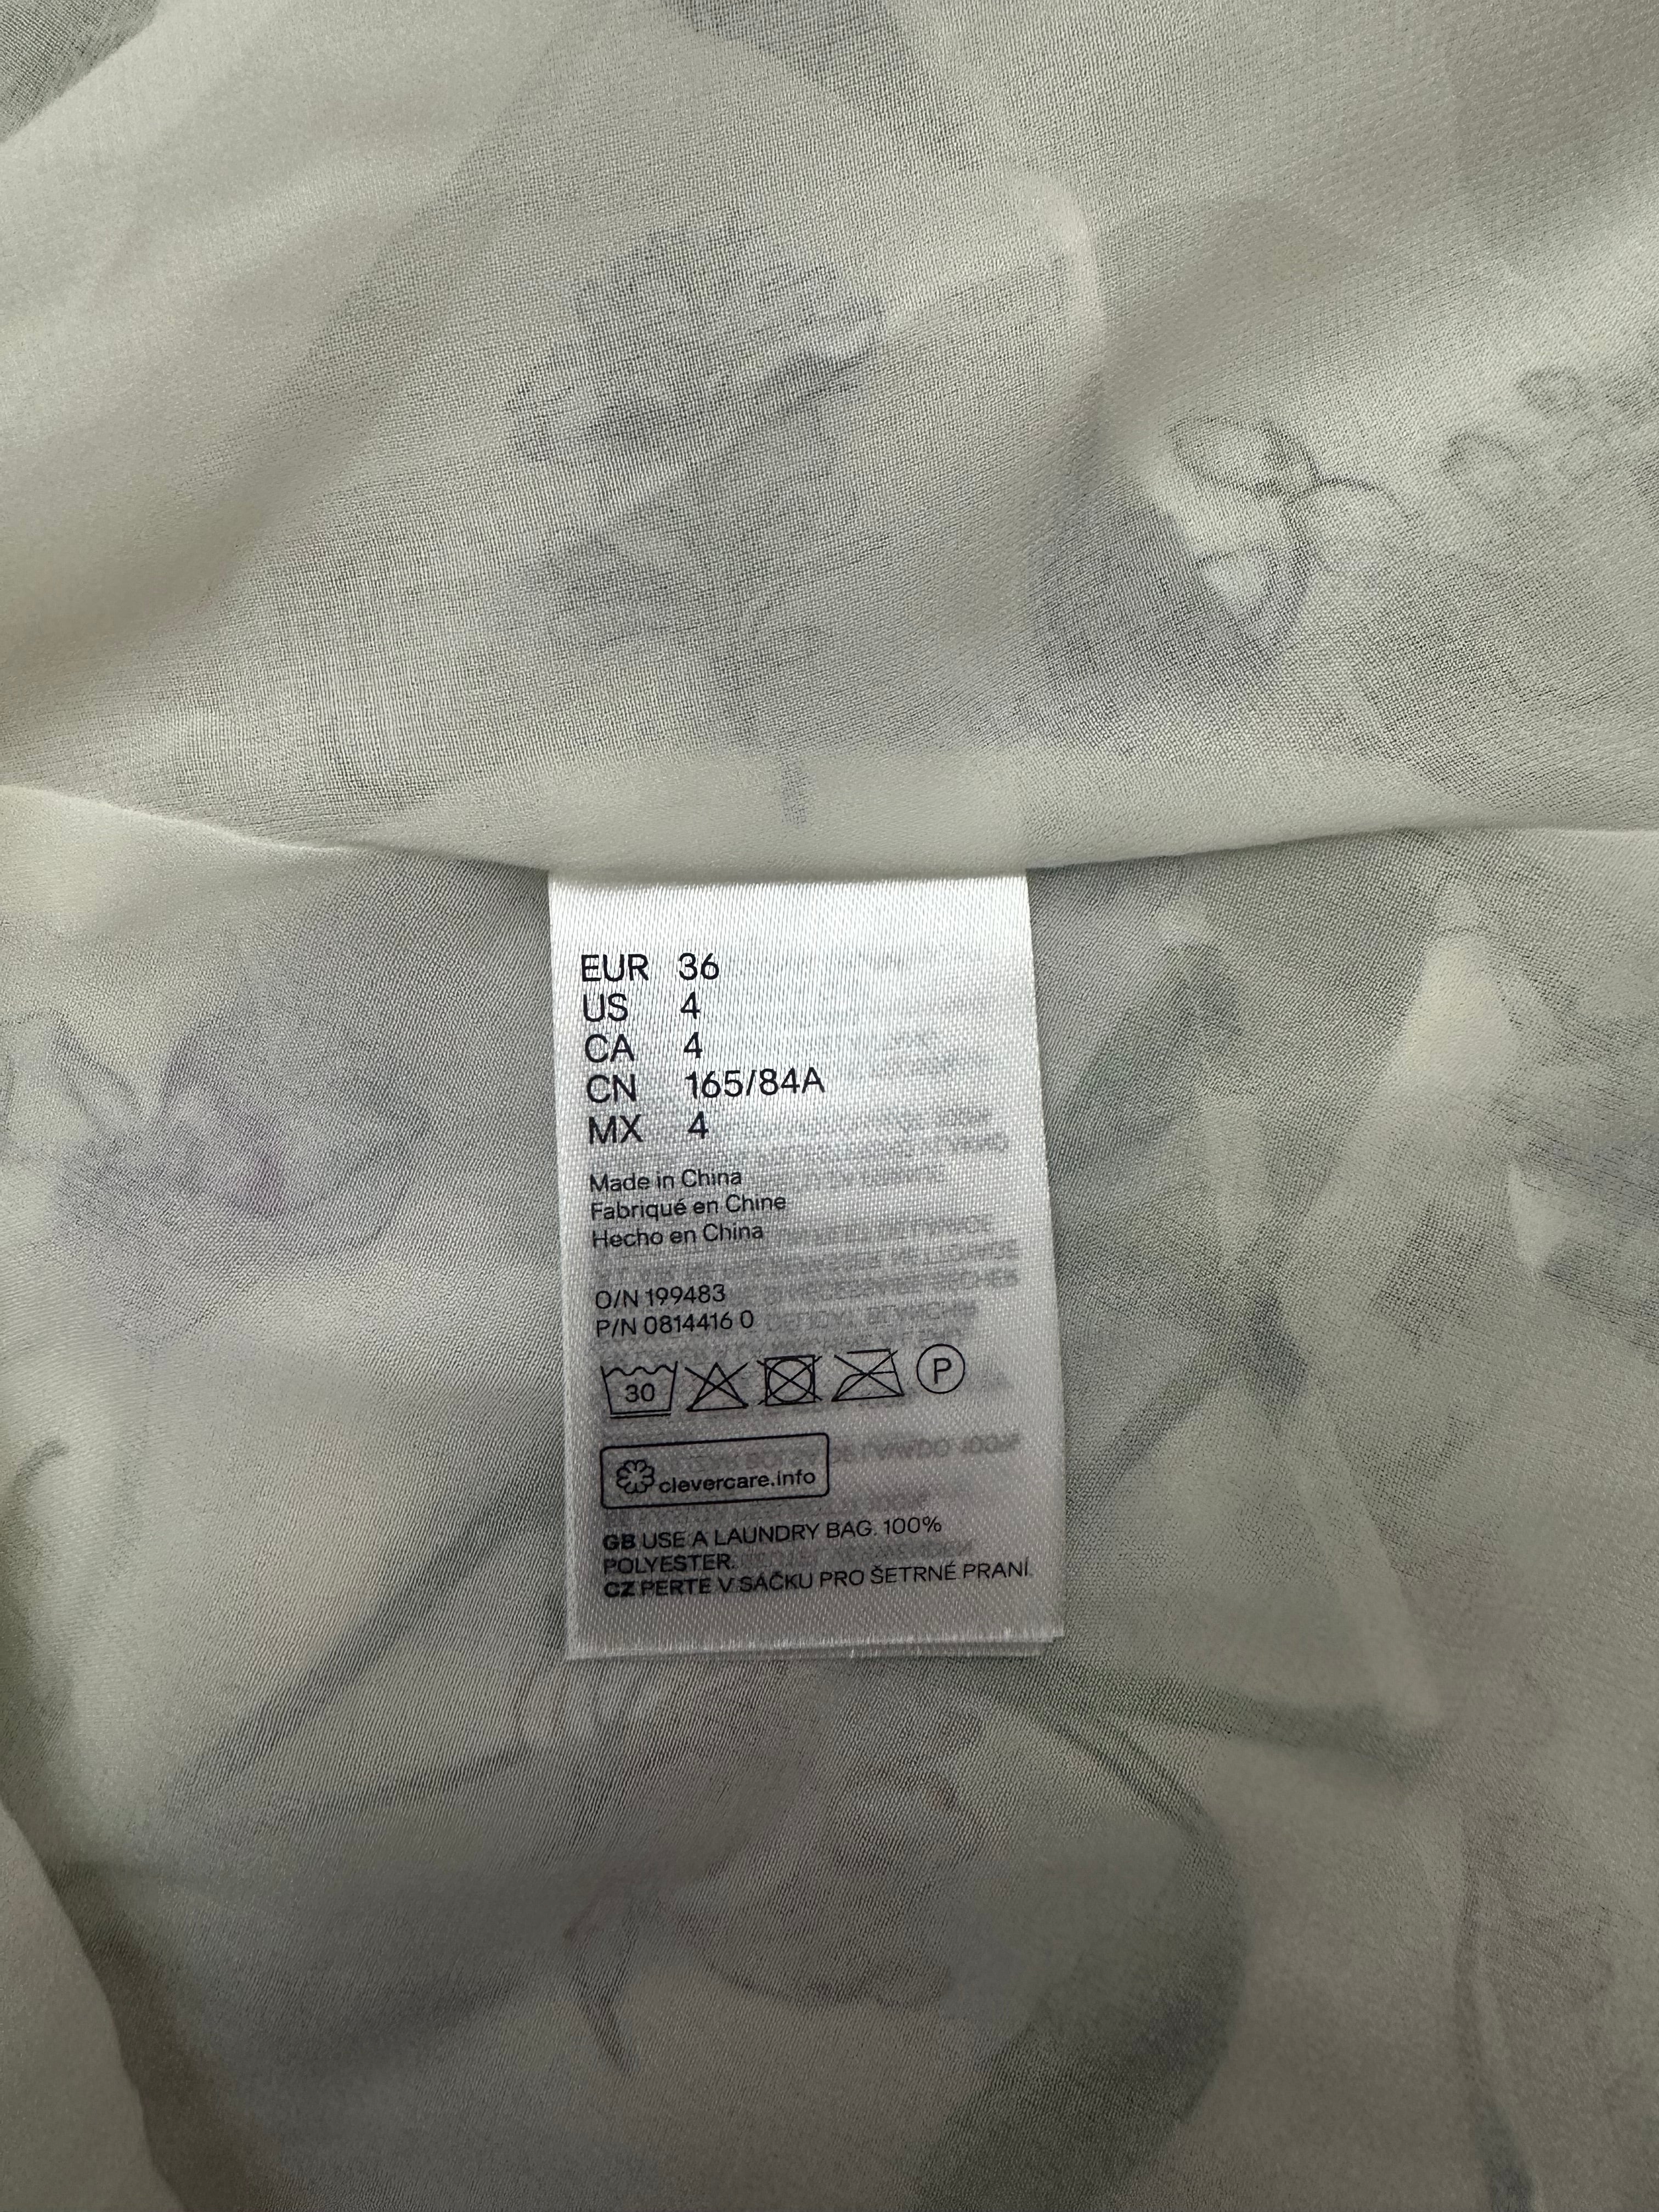 EUR 36
US 4
CA 4
CN 165/84A
MX 4
Made in China
Fabriqué en Chine
Hecho en China
O/N 199483
P/N 0814416 0
30
P
clevercare.info
GB USE A LAUNDRY BAG. 100%
POLYESTER.
CZ PERTE V SÁČKU PRO ŠETRNÉ PRANÍ.